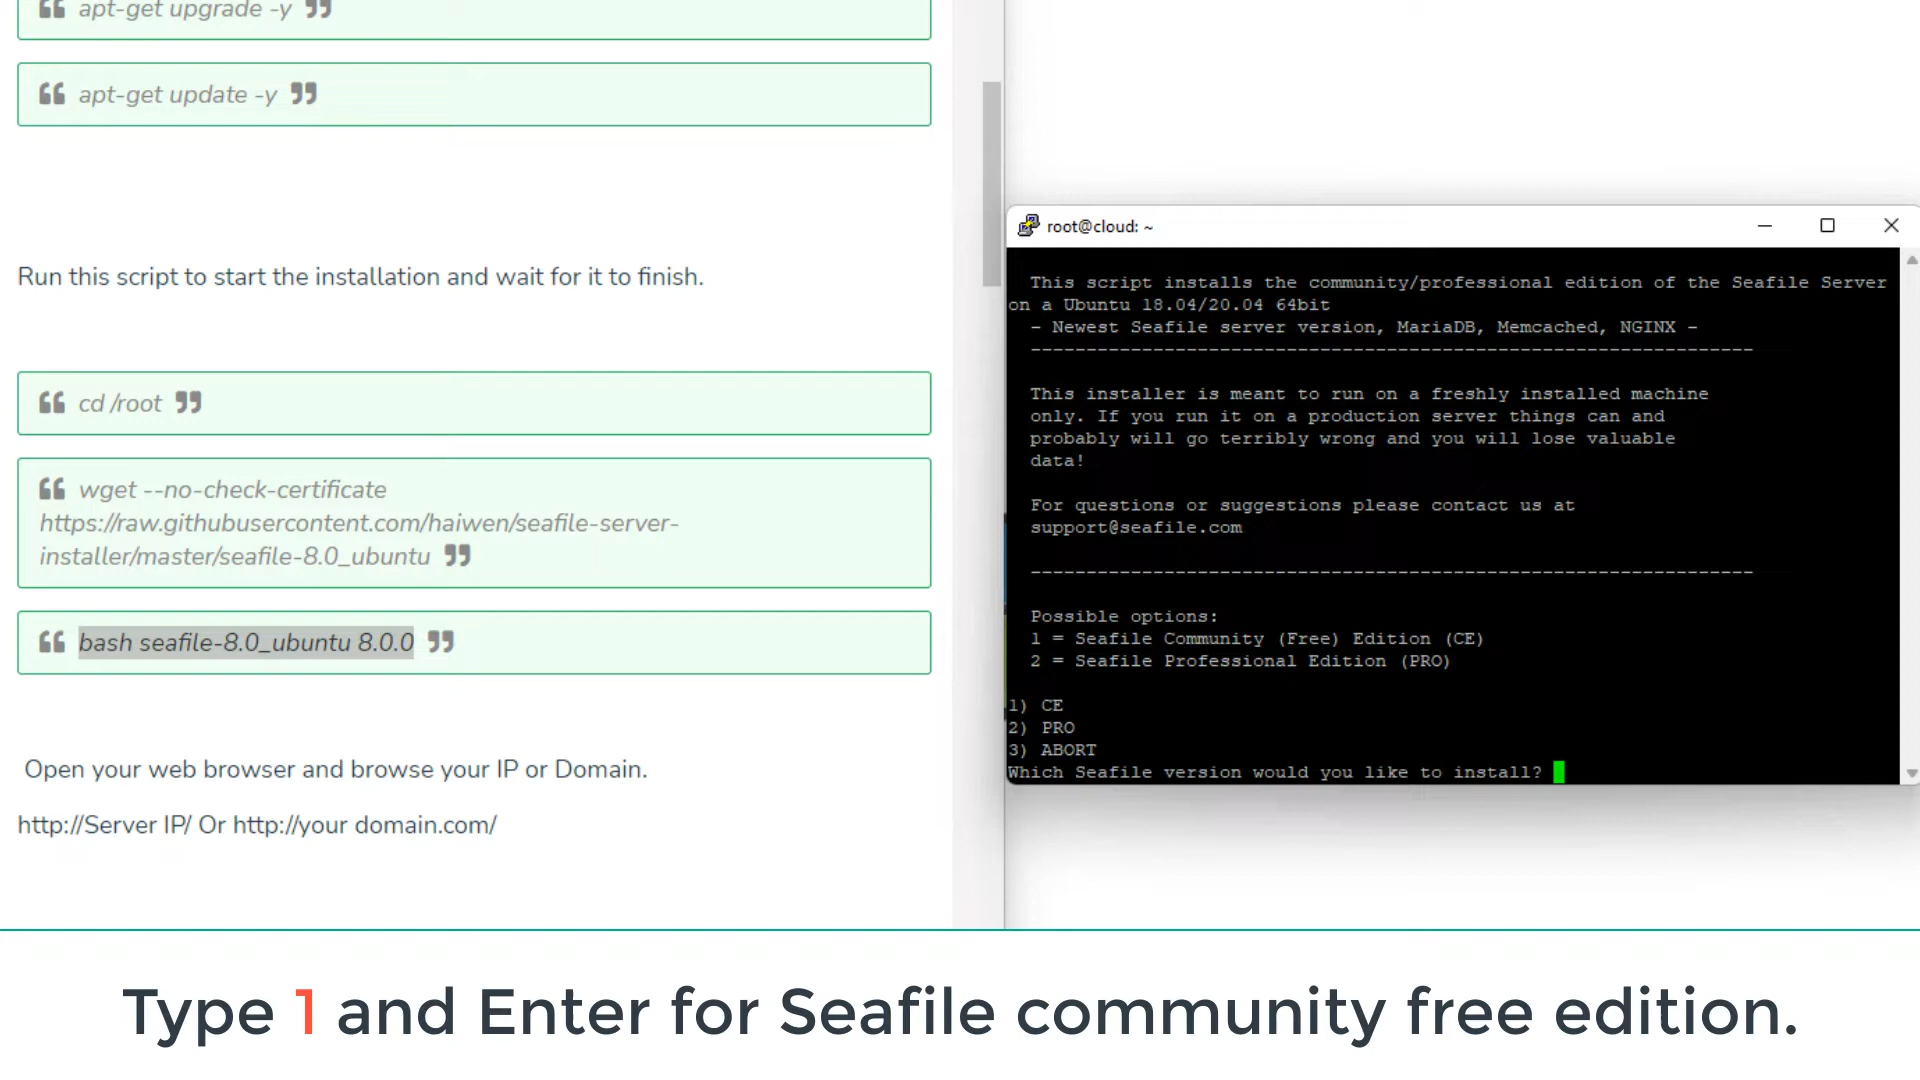 apt-get upgrade -y
apt-get update -y
Run this script to start the installation and wait for it to finish.
cd /root
wget --no-check-certificate
https://raw.githubusercontent.com/haiwen/seafile-server-
installer/master/seafile-8.0_ubuntu
bash seafile-8.0_ubuntu 8.0.0
Open your web browser and browse your IP or Domain.
http://Server IP/ Or http://your domain.com/
root@cloud: ~
This script installs the community/professional edition of the Seafile Server
on a Ubuntu 18.04/20.04 64bit
- Newest Seafile server version, MariaDB, Memcached, NGINX -
-----------------------------------------------------------------
This installer is meant to run on a freshly installed machine
only. If you run it on a production server things can and
probably will go terribly wrong and you will lose valuable
data!
For questions or suggestions please contact us at
support@seafile.com
-----------------------------------------------------------------
Possible options:
1 = Seafile Community (Free) Edition (CE)
2 = Seafile Professional Edition (PRO)
1) CE
2) PRO
3) ABORT
Which Seafile version would you like to install?
Type 1 and Enter for Seafile community free edition.